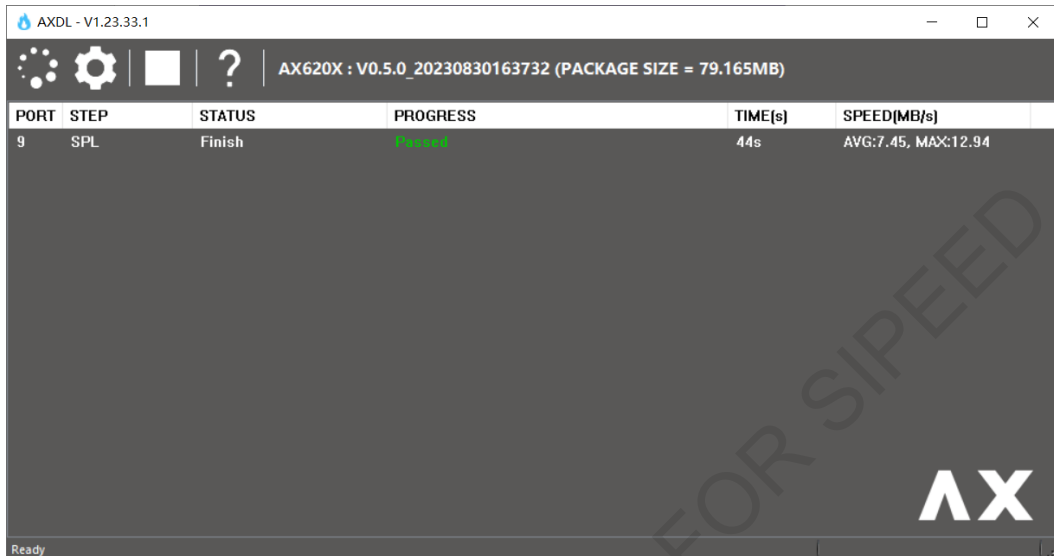 AXDL - V1.23.33.1
AX620X : V0.5.0_20230830163732 (PACKAGE SIZE = 79.165MB)
PORT STEP STATUS PROGRESS TIME(s) SPEED(MB/s)
9 SPL Finish Passed 44s AVG:7.45, MAX:12.94
FOR SIPEED
AX
Ready